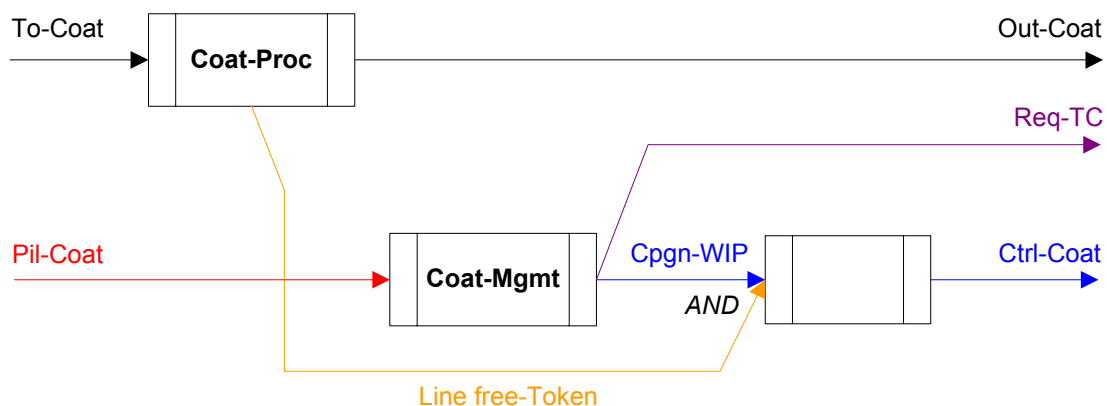 To-Coat
Coat-Proc
Out-Coat
Req-TC
Pil-Coat
Coat-Mgmt
Cpgn-WIP
AND
Ctrl-Coat
Line free-Token